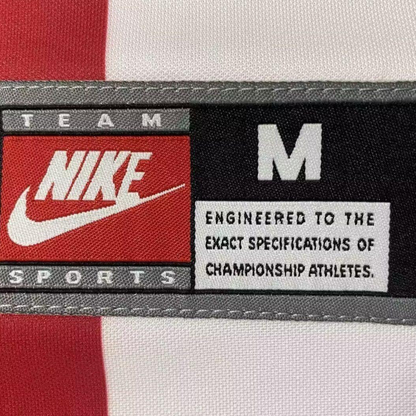 TEAM
NIKE
SPORTS
M
ENGINEERED TO THE
EXACT SPECIFICATIONS OF
CHAMPIONSHIP ATHLETES.